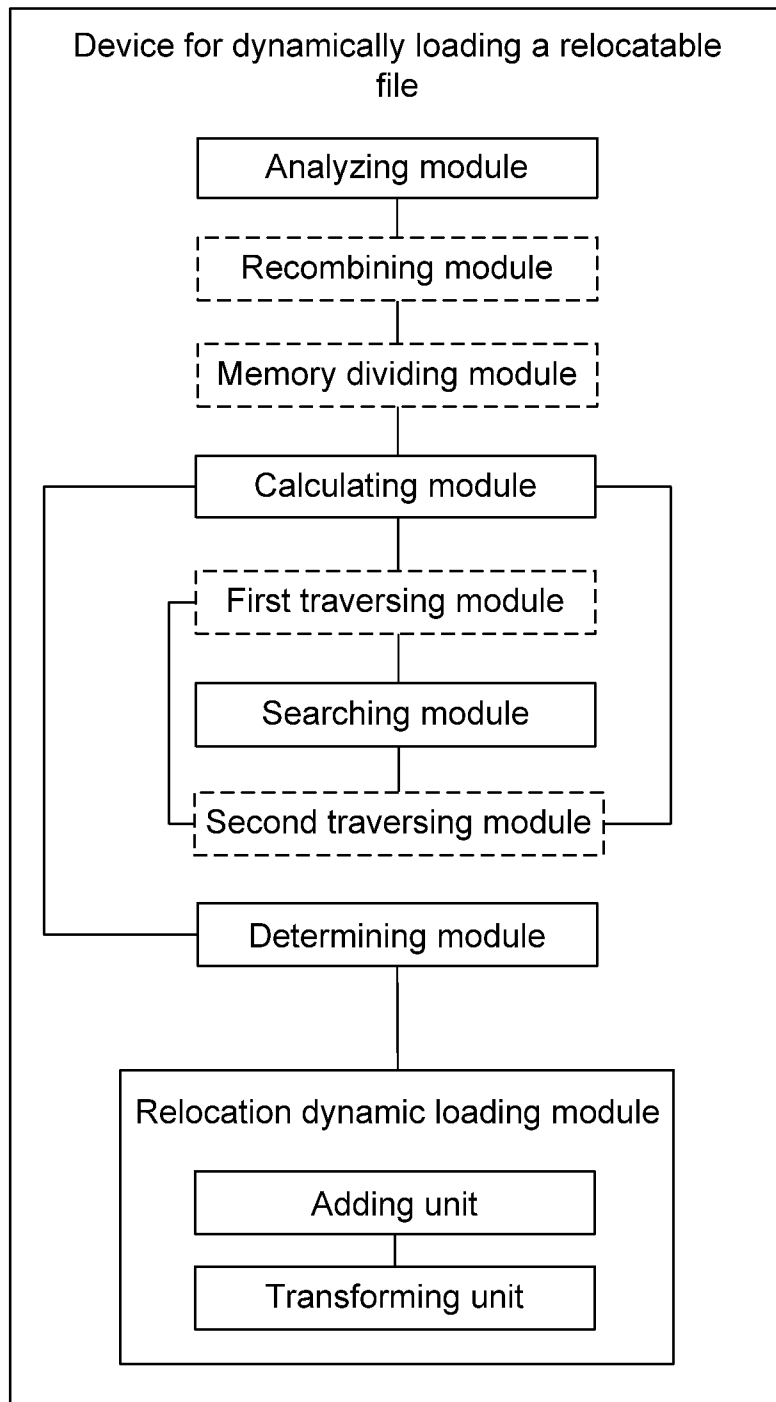 Device for dynamically loading a relocatable
file
Analyzing module
Recombining module
Memory dividing module
Calculating module
First traversing module
Searching module
Second traversing module
Determining module
Relocation dynamic loading module
Adding unit
Transforming unit